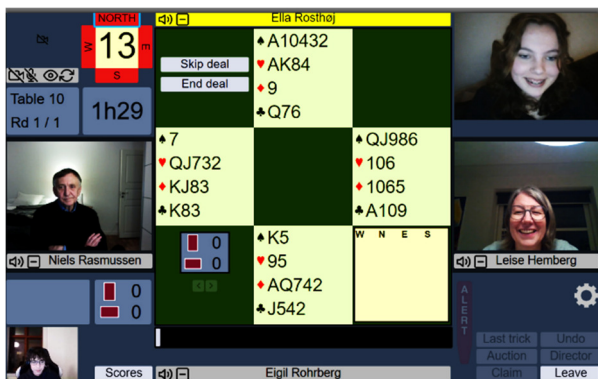 NORTH
W 13 E
S
Table 10
Rd 1 / 1
1h29
Ella Rosthøj
Skip deal
End deal
♠A10432
♥AK84
♦9
♣Q76
♠7
♥QJ732
♦KJ83
♣K83
♠QJ986
♥106
♦1065
♣A109
0
0
♠K5
♥95
♦AQ742
♣J542
W N E S
Niels Rasmussen
Leise Hemberg
0
0
ALERT
Last trick Undo
Auction Director
Claim Leave
Scores
Eigil Rohrberg